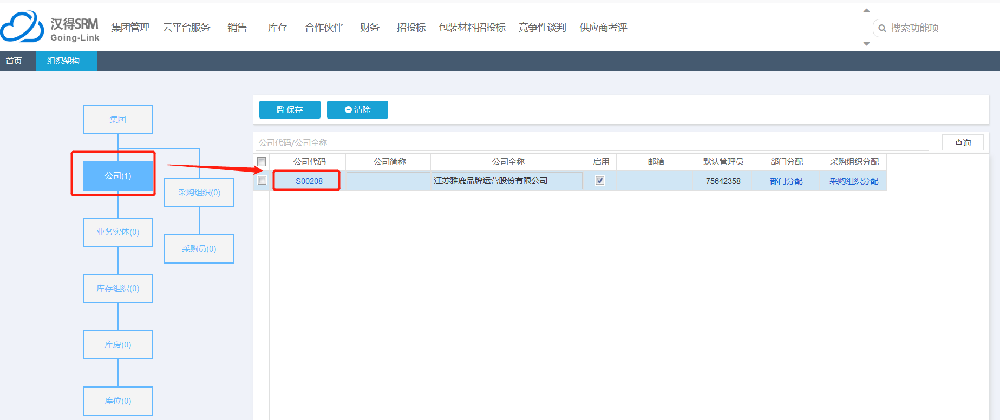 汉得SRM
Going-Link
集团管理 云平台服务 销售 库存 合作伙伴 财务 招投标 包装材料招投标 竞争性谈判 供应商考评
搜索功能项
首页 组织架构
集团
公司(1)
采购组织(0)
业务实体(0)
采购员(0)
库存组织(0)
库房(0)
库位(0)
保存 清除
公司代码/公司全称 查询
公司代码 公司简称 公司全称 启用 邮箱 默认管理员 部门分配 采购组织分配
S00208 江苏雅鹿品牌运营股份有限公司 75642358 部门分配 采购组织分配